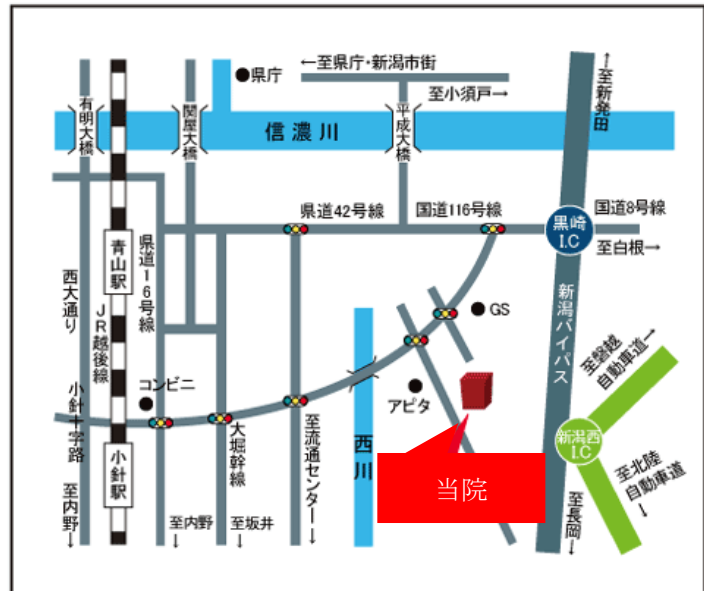 ●県庁
←至県庁・新潟市街
至小須戸→
←至新発田
有明大橋
関屋大橋
信濃川
平成大橋
県道42号線
国道116号線
国道8号線
黒崎
I.C
至白根→
青山駅
県道16号線
西大通り
JR越後線
新潟バイパス
●GS
コンビニ
アピタ
至磐越
自動車道→
小針十字路
小針駅
大堀幹線
至流通センター→
西川
当院
新潟西
I.C
至北陸
自動車道→
至内野→
至内野
↓
至坂井
↓
至長岡→